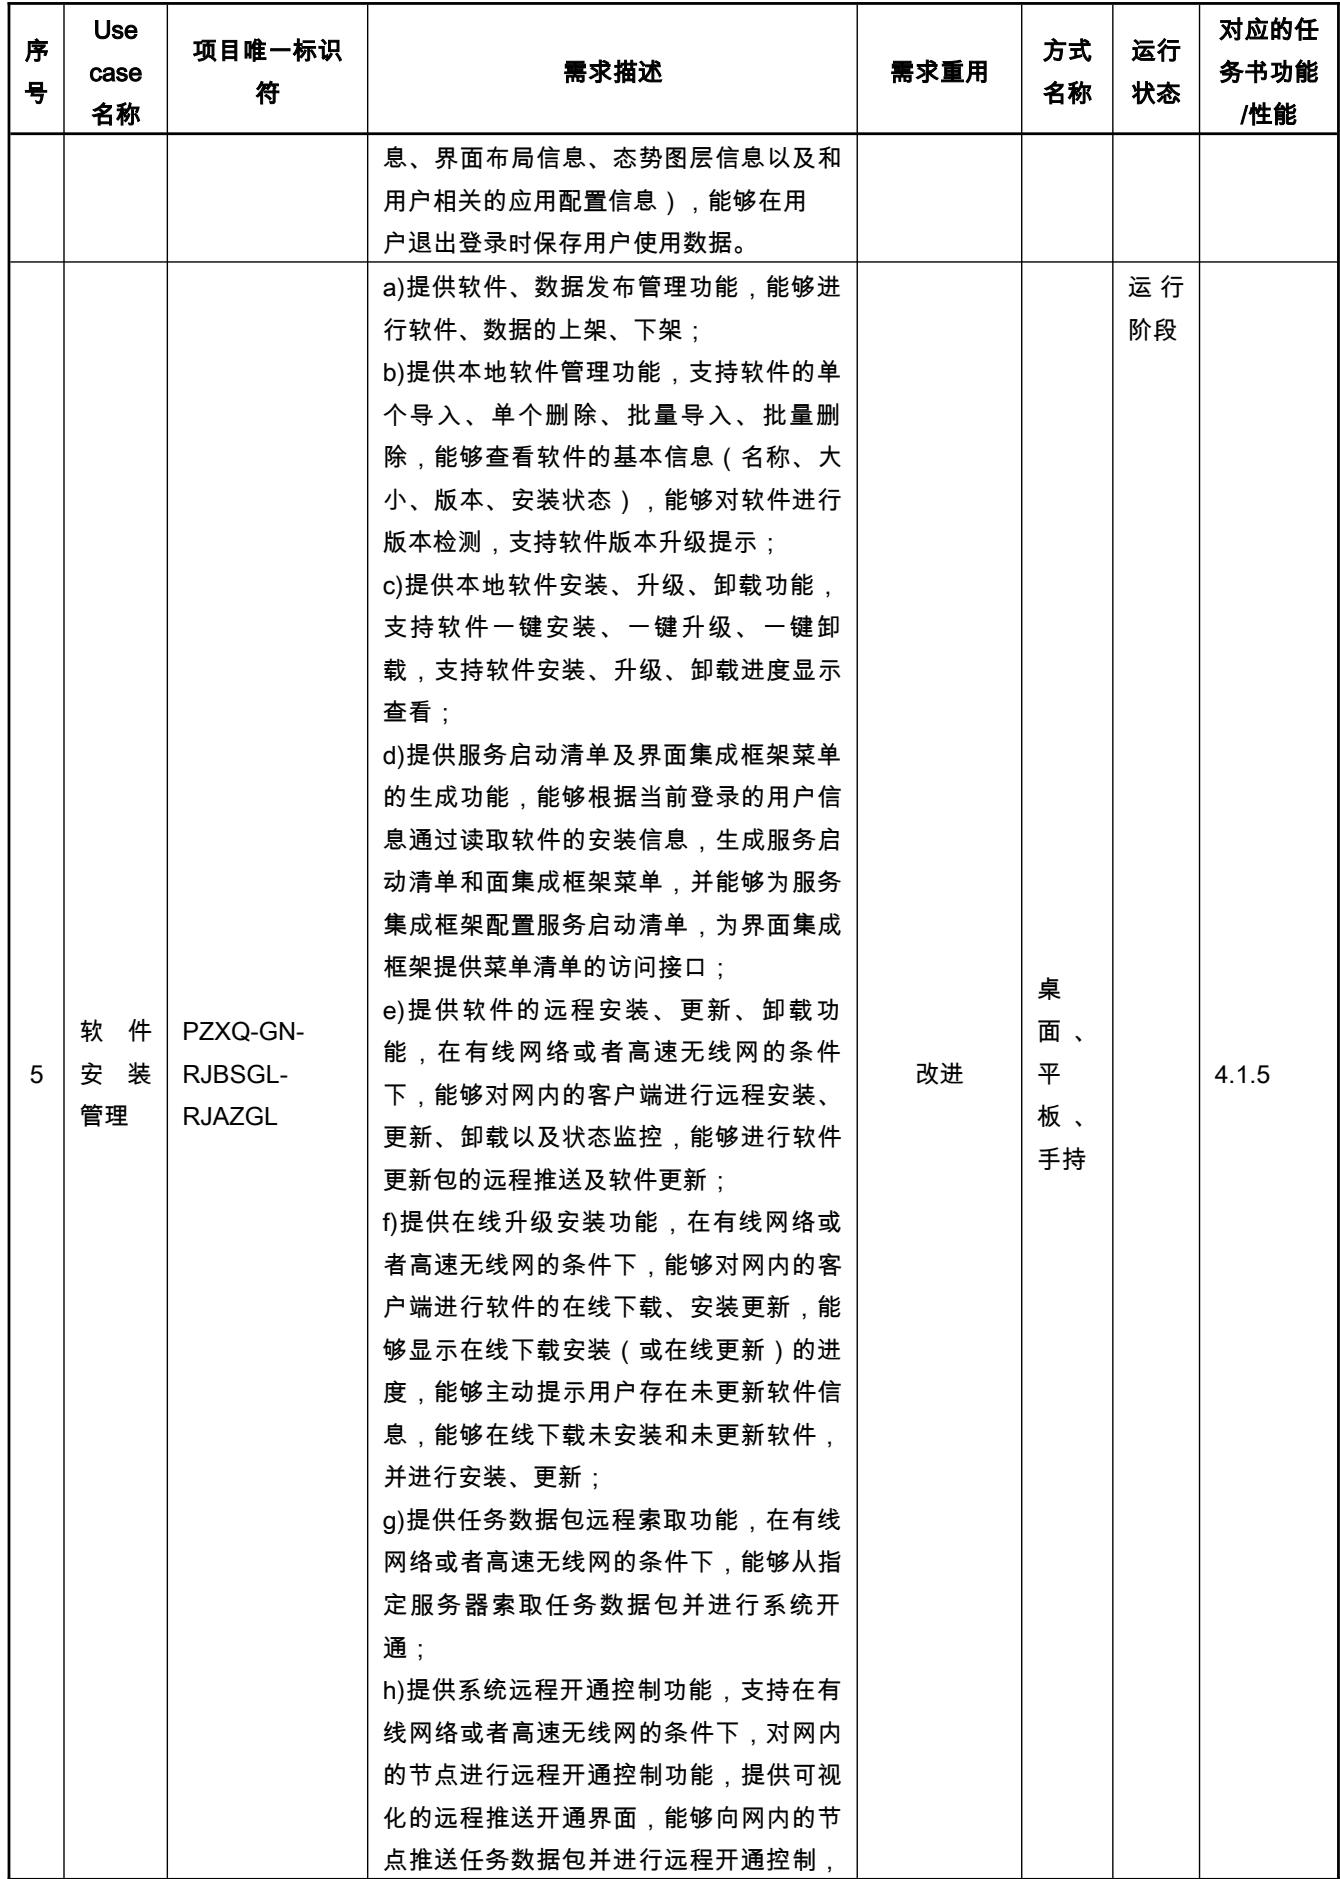 序
号
Use
case
名称
项目唯一标识
符
需求描述
需求重用
方式
名称
运行
状态
对应的任
务书功能
/性能
息、界面布局信息、态势图层信息以及和
用户相关的应用配置信息），能够在用
户退出登录时保存用户使用数据。
5
软 件
安 装
管理
PZXQ-GN-
RJBSGL-
RJAZGL
a)提供软件、数据发布管理功能，能够进
行软件、数据的上架、下架；
b)提供本地软件管理功能，支持软件的单
个导入、单个删除、批量导入、批量删
除，能够查看软件的基本信息（名称、大
小、版本、安装状态），能够对软件进行
版本检测，支持软件版本升级提示；
c)提供本地软件安装、升级、卸载功能，
支持软件一键安装、一键升级、一键卸
载，支持软件安装、升级、卸载进度显示
查看；
d)提供服务启动清单及界面集成框架菜单
的生成功能，能够根据当前登录的用户信
息通过读取软件的安装信息，生成服务启
动清单和面集成框架菜单，并能够为服务
集成框架配置服务启动清单，为界面集成
框架提供菜单清单的访问接口；
e)提供软件的远程安装、更新、卸载功
能，在有线网络或者高速无线网的条件
下，能够对网内的客户端进行远程安装、
更新、卸载以及状态监控，能够进行软件
更新包的远程推送及软件更新；
f)提供在线升级安装功能，在有线网络或
者高速无线网的条件下，能够对网内的客
户端进行软件的在线下载、安装更新，能
够显示在线下载安装（或在线更新）的进
度，能够主动提示用户存在未更新软件信
息，能够在线下载未安装和未更新软件，
并进行安装、更新；
g)提供任务数据包远程索取功能，在有线
网络或者高速无线网的条件下，能够从指
定服务器索取任务数据包并进行系统开
通；
h)提供系统远程开通控制功能，支持在有
线网络或者高速无线网的条件下，对网内
的节点进行远程开通控制功能，提供可视
化的远程推送开通界面，能够向网内的节
点推送任务数据包并进行远程开通控制，
改进
桌
面 、
平
板 、
手持
运 行
阶段
4.1.5